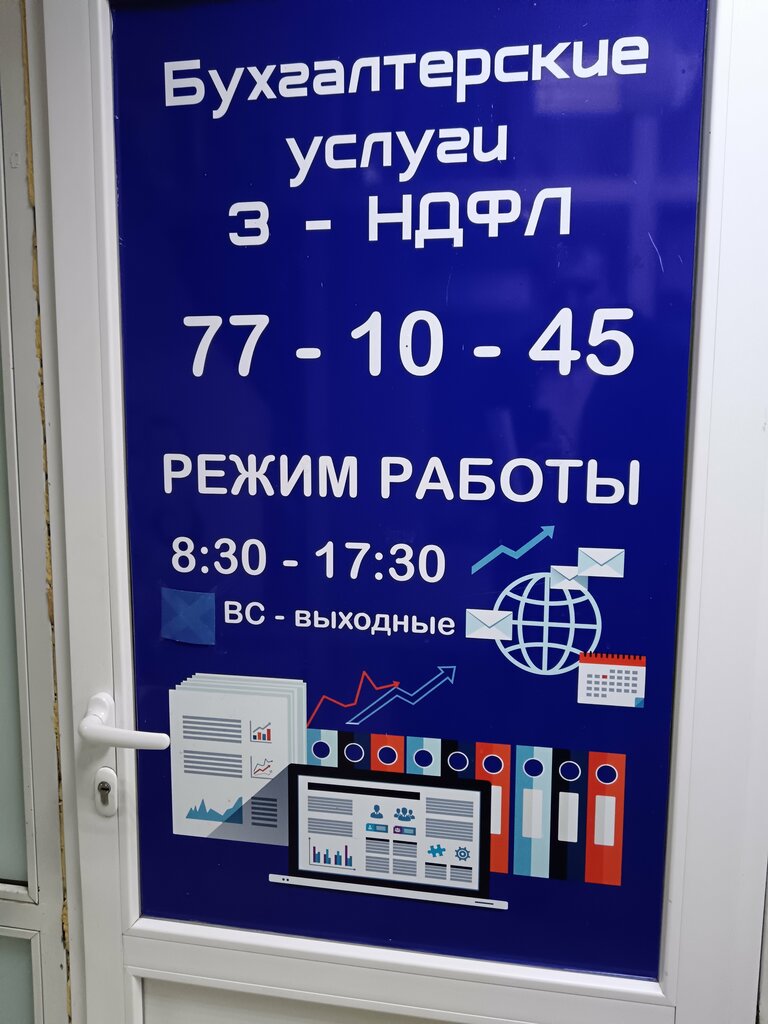 Бухгалтерские
услуги
3 - НДФЛ
77 - 10 - 45
РЕЖИМ РАБОТЫ
8:30 - 17:30
ВС - выходные